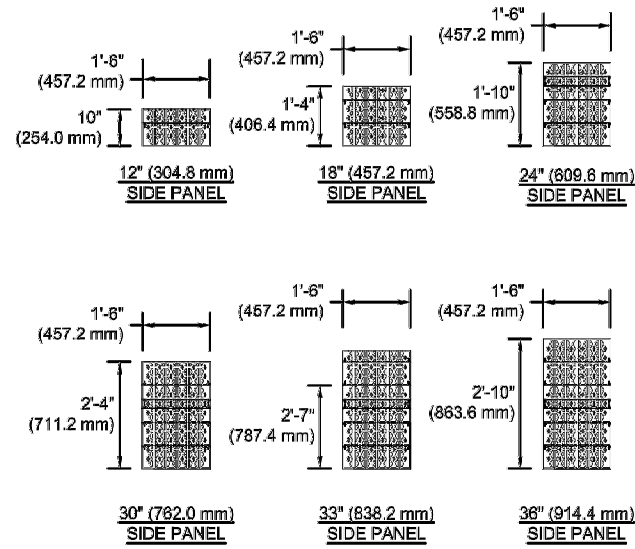 1'-6"
(457.2 mm)
10"
(254.0 mm)
12" (304.8 mm)
SIDE PANEL
1'-6"
(457.2 mm)
1'-4"
(406.4 mm)
18" (457.2 mm)
SIDE PANEL
1'-6"
(457.2 mm)
1'-10"
(558.8 mm)
24" (609.6 mm)
SIDE PANEL
1'-6"
(457.2 mm)
2'-4"
(711.2 mm)
30" (762.0 mm)
SIDE PANEL
1'-6"
(457.2 mm)
2'-7"
(787.4 mm)
33" (838.2 mm)
SIDE PANEL
1'-6"
(457.2 mm)
2'-10"
(863.6 mm)
36" (914.4 mm)
SIDE PANEL